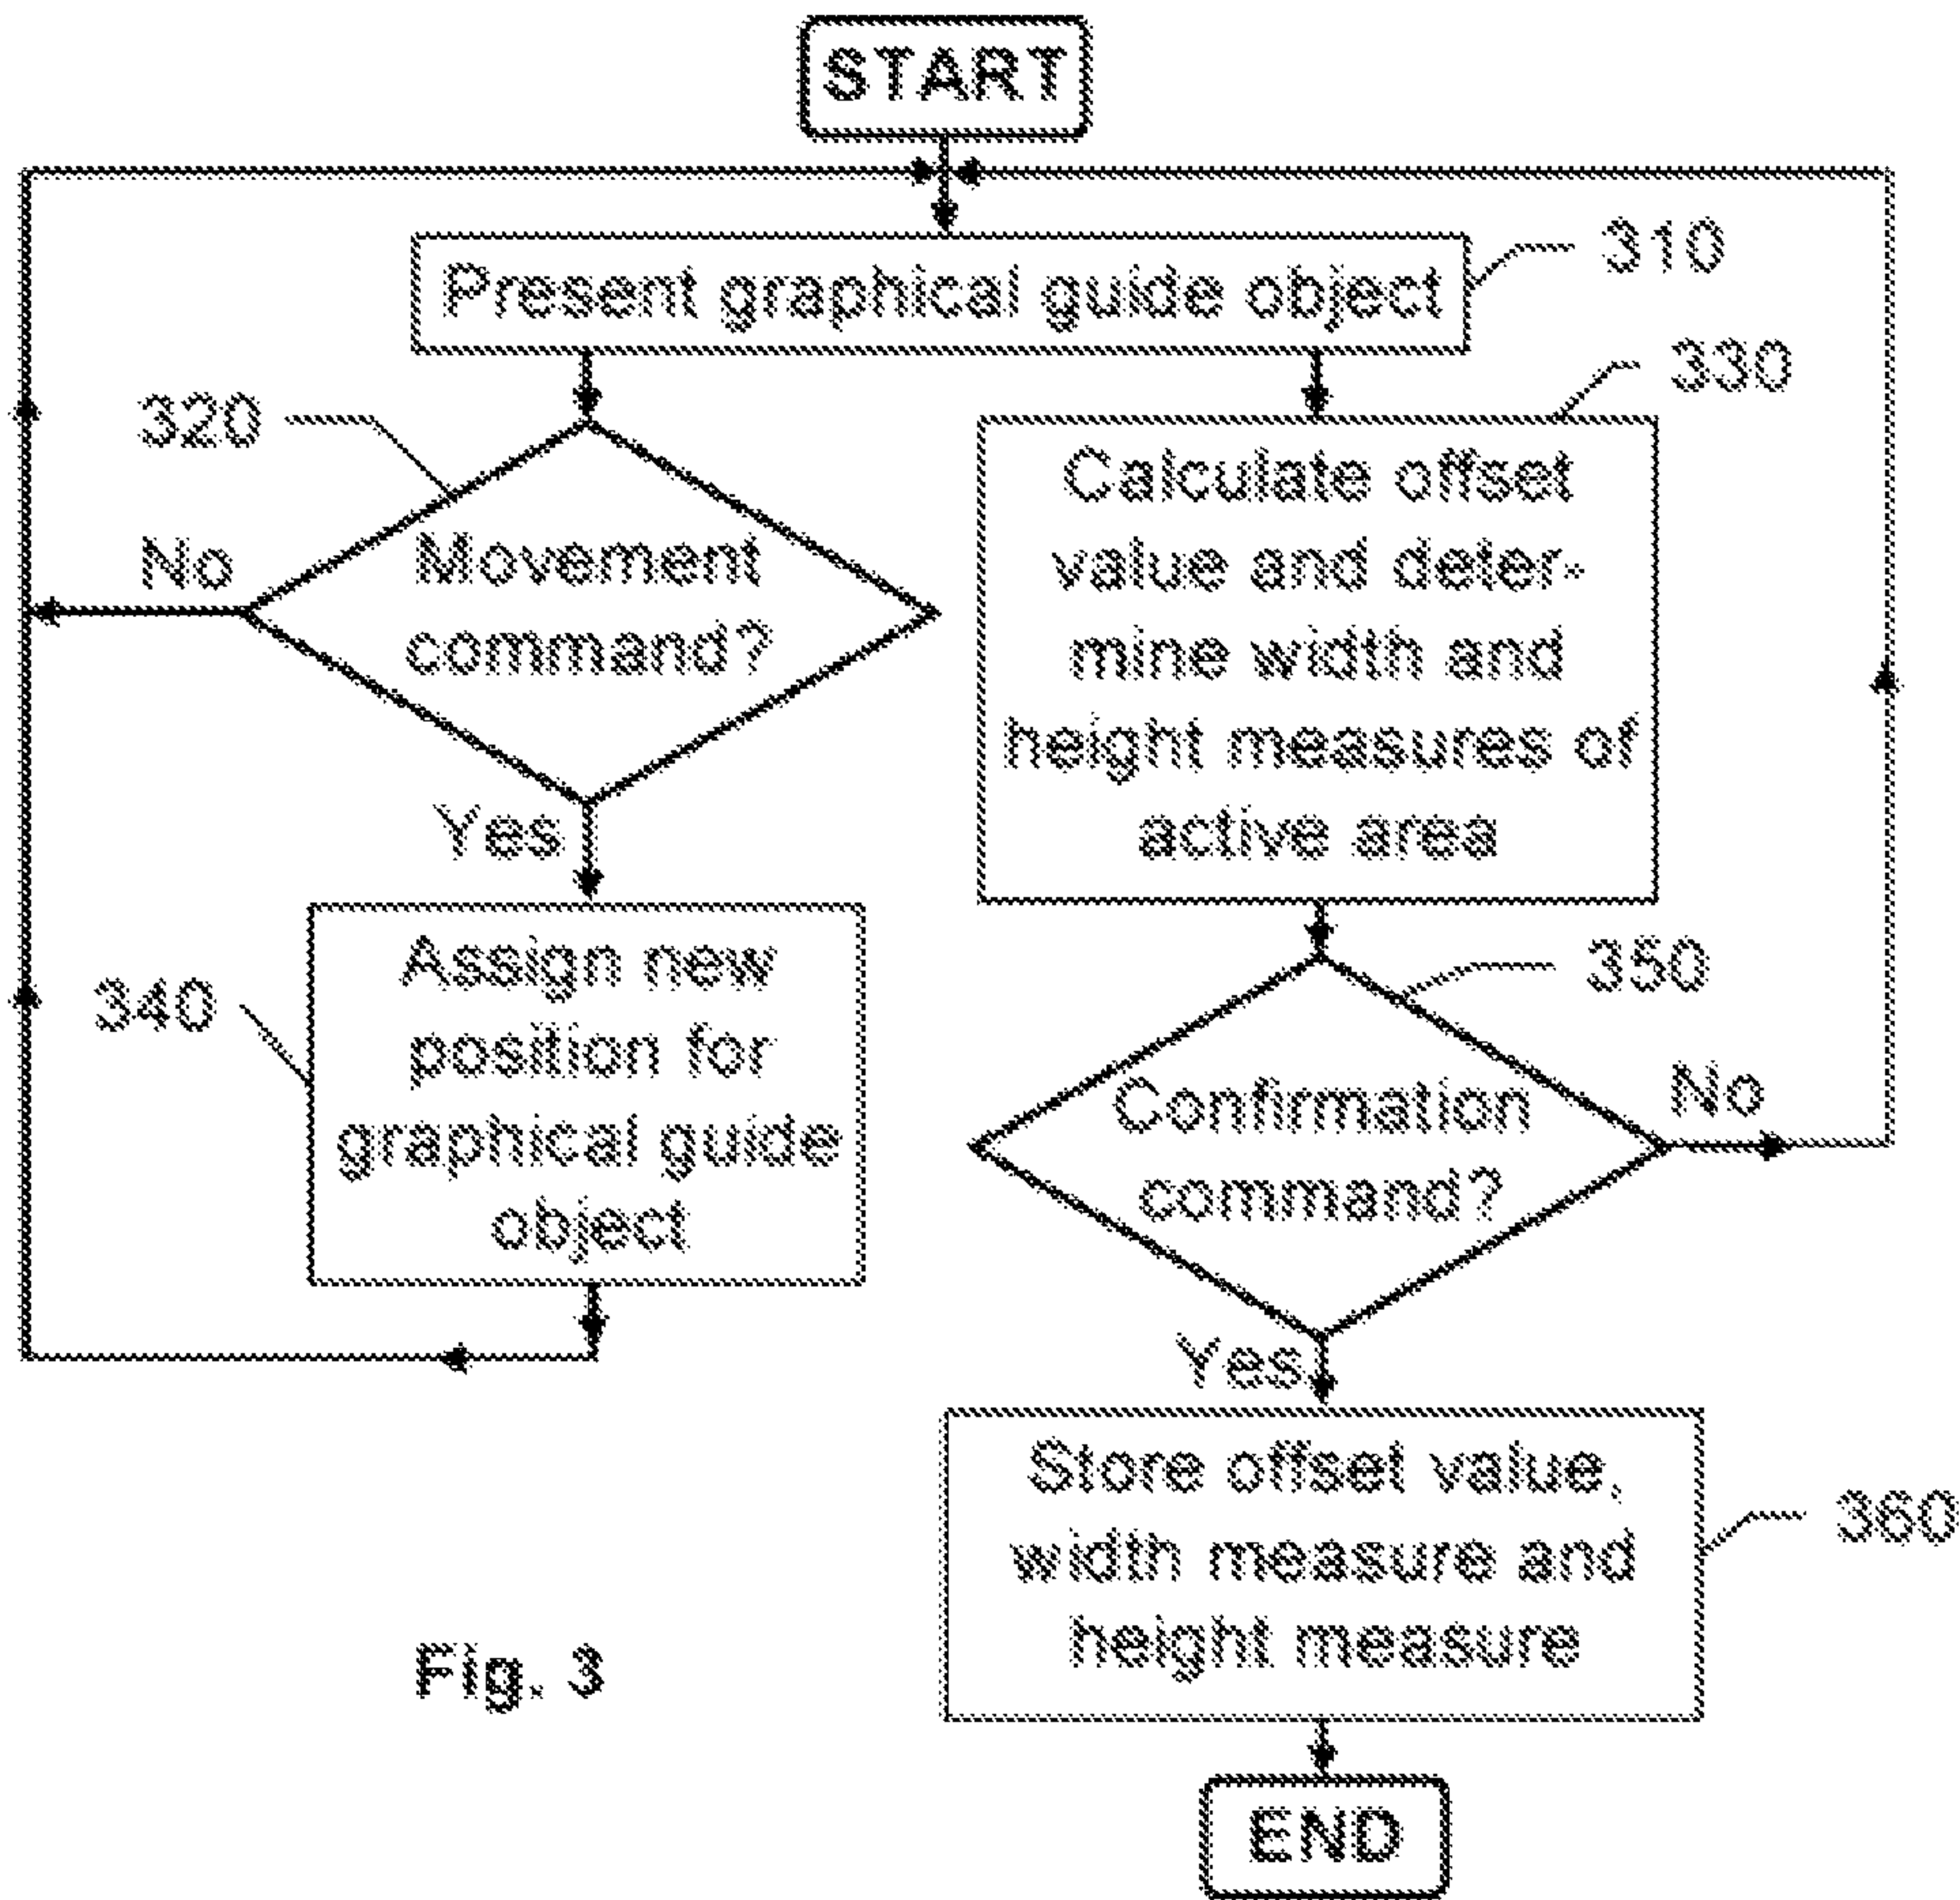 START
Present graphical guide object
310
320
330
Movement
command?
No
Yes
Calculate offset
value and deter-
mine width and
height measures of
active area
340
Assign new
position for
graphical guide
object
350
Confirmation
command?
No
Yes
Store offset value,
width measure and
height measure
360
Fig. 3
END